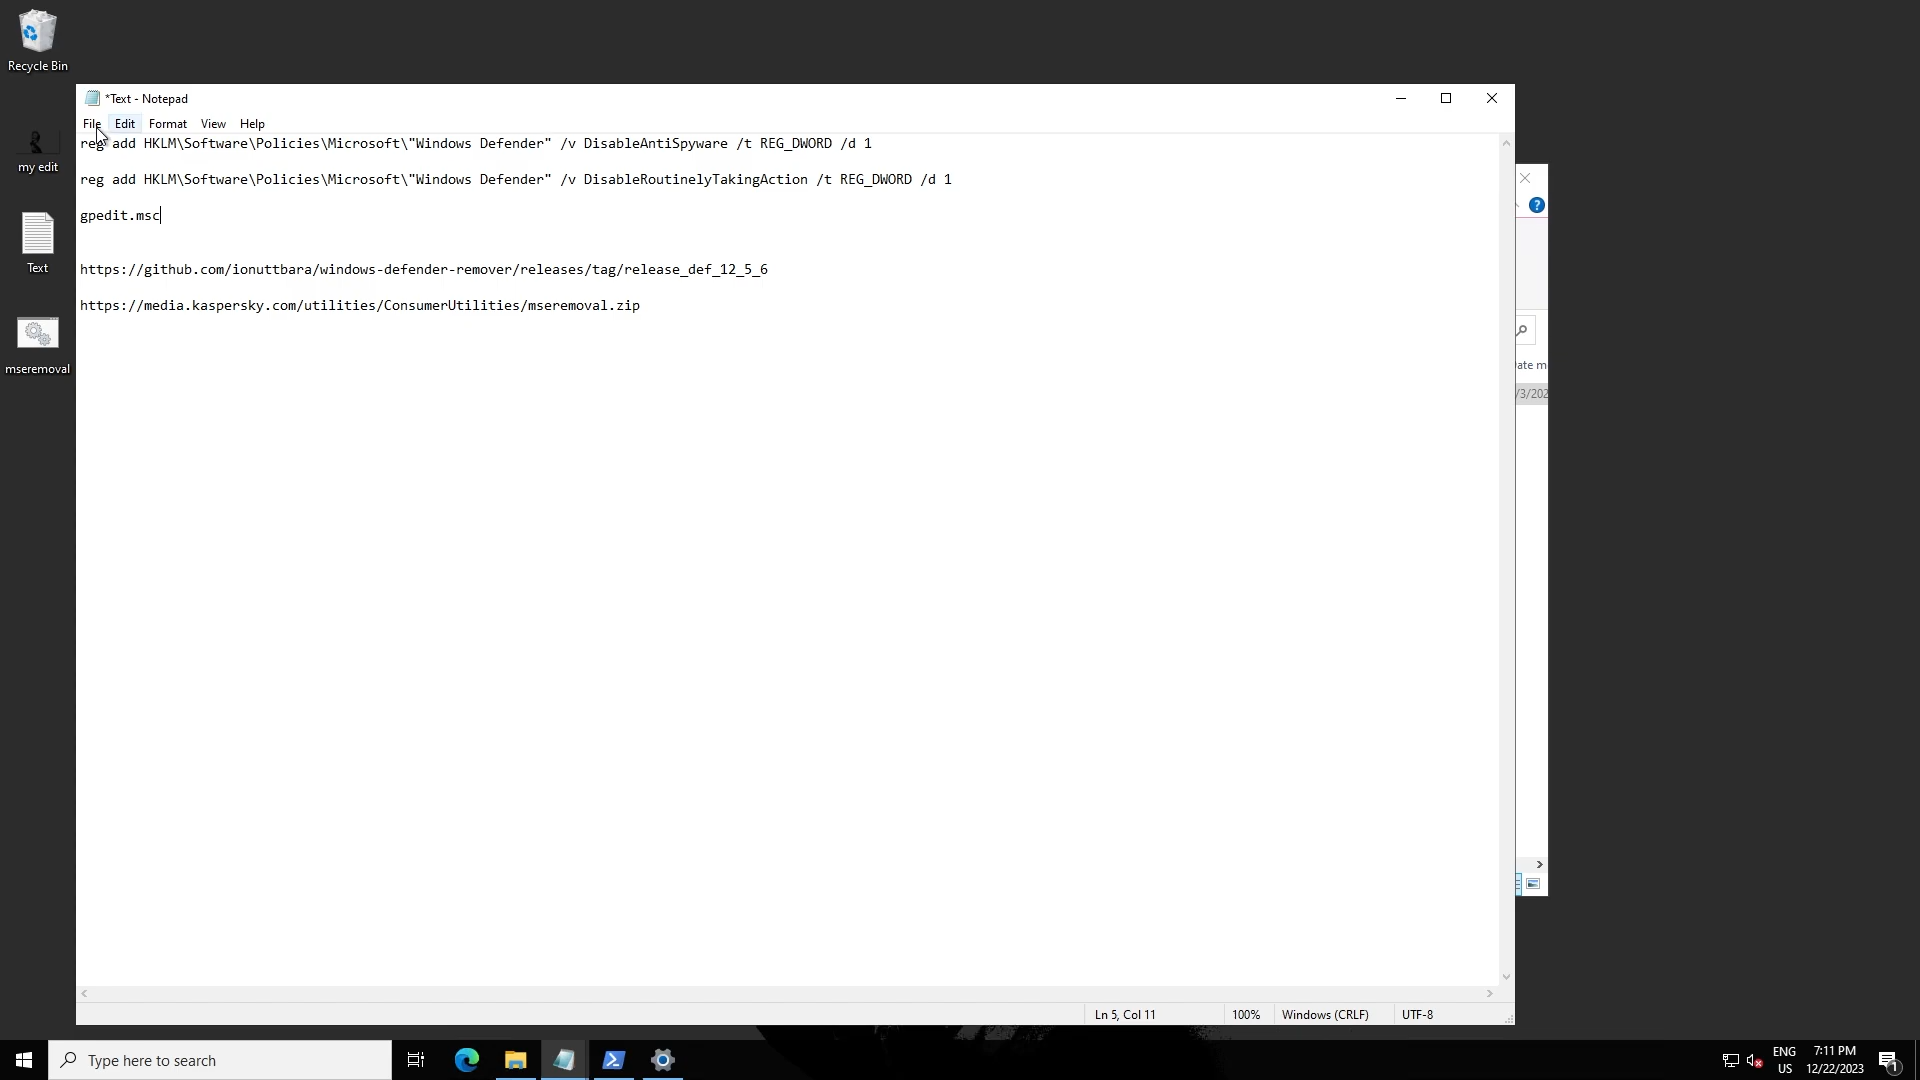 Recycle Bin
my edit
Text
mseremoval
*Text - Notepad
File Edit Format View Help
reg add HKLM\Software\Policies\Microsoft\"Windows Defender" /v DisableAntiSpyware /t REG_DWORD /d 1
reg add HKLM\Software\Policies\Microsoft\"Windows Defender" /v DisableRoutinelyTakingAction /t REG_DWORD /d 1
gpedit.msc
https://github.com/ionuttbara/windows-defender-remover/releases/tag/release_def_12_5_6
https://media.kaspersky.com/utilities/ConsumerUtilities/mseremoval.zip
Ln 5, Col 11 100% Windows (CRLF) UTF-8
Type here to search
ENG
US
7:11 PM
12/22/2023
1